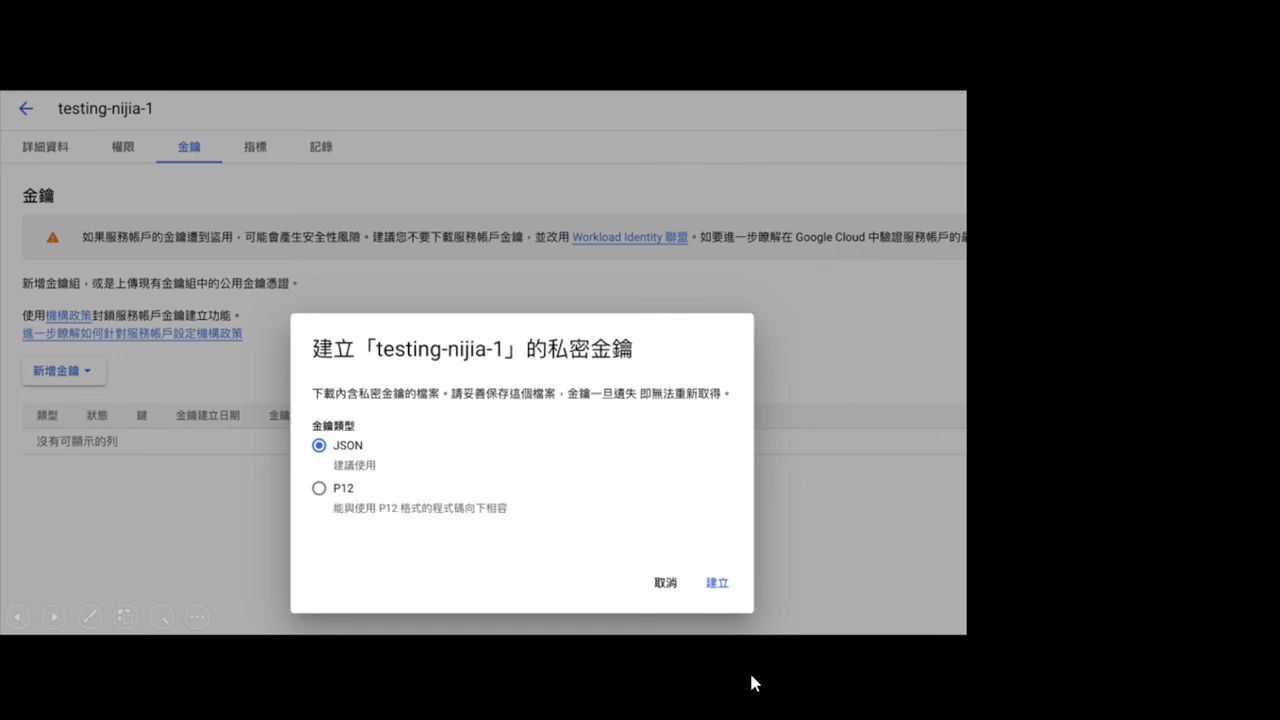 testing-nijia-1
詳細資料 權限 金鑰 指標 記錄
金鑰
如果服務帳戶的金鑰遭到盜用，可能會產生安全性風險。建議您不要下載服務帳戶金鑰，並改用 Workload Identity 聯盟。如要進一步瞭解在 Google Cloud 中驗證服務帳戶的
新增金鑰組，或是上傳現有金鑰組中的公用金鑰憑證。
使用機構政策封鎖服務帳戶金鑰建立功能。
進一步瞭解如何針對服務帳戶設定機構政策
新增金鑰
類型 狀態 鍵 金鑰建立日期 金鑰
沒有可顯示的列
建立「testing-nijia-1」的私密金鑰
下載內含私密金鑰的檔案。請妥善保存這個檔案，金鑰一旦遺失 即無法重新取得。
金鑰類型
JSON
建議使用
P12
能與使用 P12 格式的程式碼向下相容
取消 建立